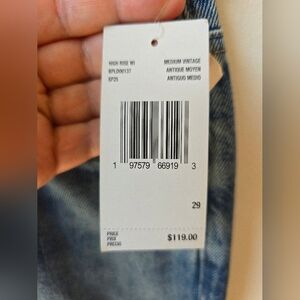 HIGH RISE WI
MEDIUM VINTAGE
ANTIQUE MOYEN
ANTIGUO MEDIO
1 97579 66919 3
29
PRICE
PRIX
PRECIO
$119.00